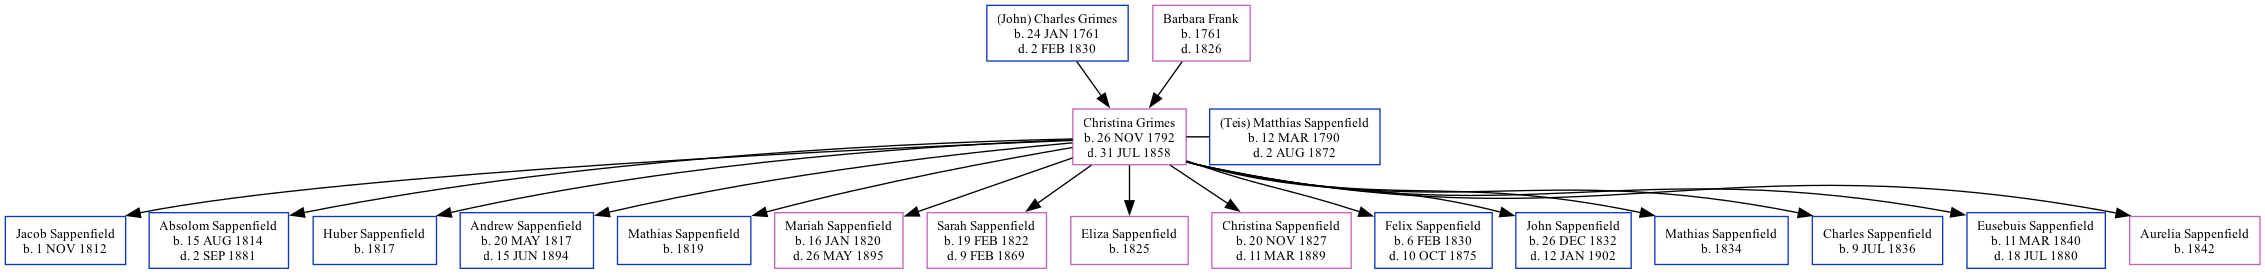 (John) Charles Grimes
b. 24 JAN 1761
d. 2 FEB 1830
Barbara Frank
b. 1761
d. 1826
Christina Grimes
b. 26 NOV 1792
d. 31 JUL 1858
(Teis) Matthias Sappenfield
b. 12 MAR 1790
d. 2 AUG 1872
Jacob Sappenfield
b. 1 NOV 1812
Absolom Sappenfield
b. 15 AUG 1814
d. 2 SEP 1881
Huber Sappenfield
b. 1817
Andrew Sappenfield
b. 20 MAY 1817
d. 15 JUN 1894
Mathias Sappenfield
b. 1819
Mariah Sappenfield
b. 16 JAN 1820
d. 26 MAY 1895
Sarah Sappenfield
b. 19 FEB 1822
d. 9 FEB 1869
Eliza Sappenfield
b. 1825
Christina Sappenfield
b. 20 NOV 1827
d. 11 MAR 1889
Felix Sappenfield
b. 6 FEB 1830
d. 10 OCT 1875
John Sappenfield
b. 26 DEC 1832
d. 12 JAN 1902
Mathias Sappenfield
b. 1834
Charles Sappenfield
b. 9 JUL 1836
Eusebuis Sappenfield
b. 11 MAR 1840
d. 18 JUL 1880
Aurelia Sappenfield
b. 1842